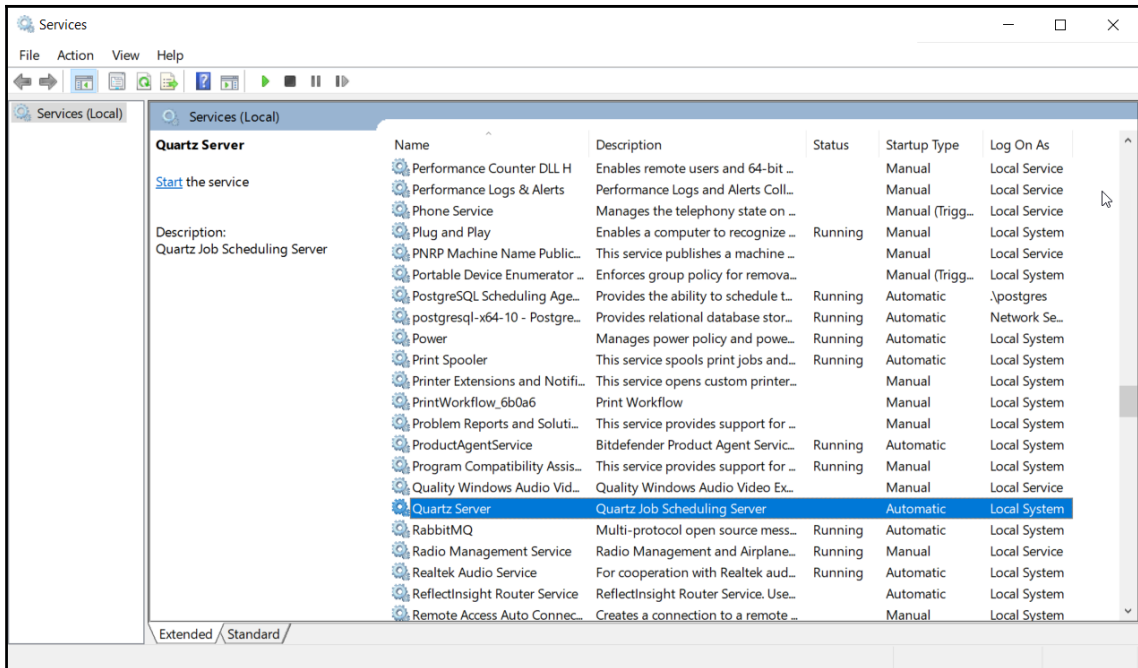 Services
File Action View Help
Services (Local)
Services (Local)
Quartz Server
Start the service
Description:
Quartz Job Scheduling Server
Name Description Status Startup Type Log On As
Performance Counter DLL H Enables remote users and 64-bit ... Manual Local Service
Performance Logs & Alerts Performance Logs and Alerts Coll... Manual Local Service
Phone Service Manages the telephony state on ... Manual (Trigg... Local Service
Plug and Play Enables a computer to recognize ... Running Manual Local System
PNRP Machine Name Public... This service publishes a machine ... Manual Local Service
Portable Device Enumerator ... Enforces group policy for remova... Manual (Trigg... Local System
PostgreSQL Scheduling Age... Provides the ability to schedule t... Running Automatic .\postgres
postgresql-x64-10 - Postgre... Provides relational database stor... Running Automatic Network Se...
Power Manages power policy and powe... Running Automatic Local System
Print Spooler This service spools print jobs and... Running Automatic Local System
Printer Extensions and Notifi... This service opens custom printer... Manual Local System
PrintWorkflow_6b0a6 Print Workflow Manual Local System
Problem Reports and Soluti... This service provides support for ... Manual Local System
ProductAgentService Bitdefender Product Agent Servic... Running Automatic Local System
Program Compatibility Assis... This service provides support for ... Running Manual Local System
Quality Windows Audio Vid... Quality Windows Audio Video Ex... Manual Local Service
Quartz Server Quartz Job Scheduling Server Automatic Local System
RabbitMQ Multi-protocol open source mess... Running Automatic Local System
Radio Management Service Radio Management and Airplane... Running Manual Local Service
Realtek Audio Service For cooperation with Realtek aud... Running Automatic Local System
ReflectInsight Router Service ReflectInsight Router Service. Use... Automatic Local System
Remote Access Auto Connec... Creates a connection to a remote ... Manual Local System
Extended Standard